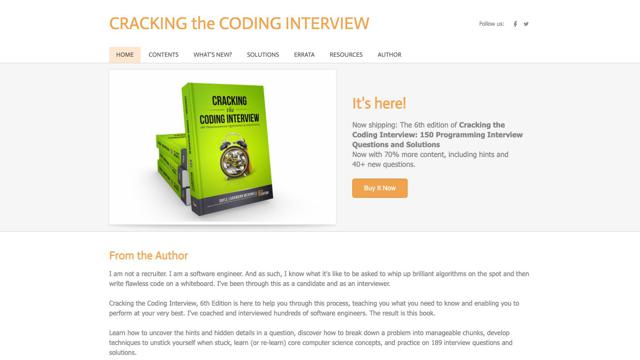 CRACKING the CODING INTERVIEW
Follow us:
HOME
CONTENTS
WHAT'S NEW?
SOLUTIONS
ERRATA
RESOURCES
AUTHOR
CRACKING
the
CODING INTERVIEW
It's here!
Now shipping: The 6th edition of Cracking the
Coding Interview: 150 Programming Interview
Questions and Solutions
Now with 70% more content, including hints and
40+ new questions.
Buy It Now
From the Author
I am not a recruiter. I am a software engineer. And as such, I know what it's like to be asked to whip up brilliant algorithms on the spot and then
write flawless code on a whiteboard. I've been through this as a candidate and as an interviewer.
Cracking the Coding Interview, 6th Edition is here to help you through this process, teaching you what you need to know and enabling you to
perform at your very best. I've coached and interviewed hundreds of software engineers. The result is this book.
Learn how to uncover the hints and hidden details in a question, discover how to break down a problem into manageable chunks, develop
techniques to unstick yourself when stuck, learn (or re-learn) core computer science concepts, and practice on 189 interview questions and
solutions.